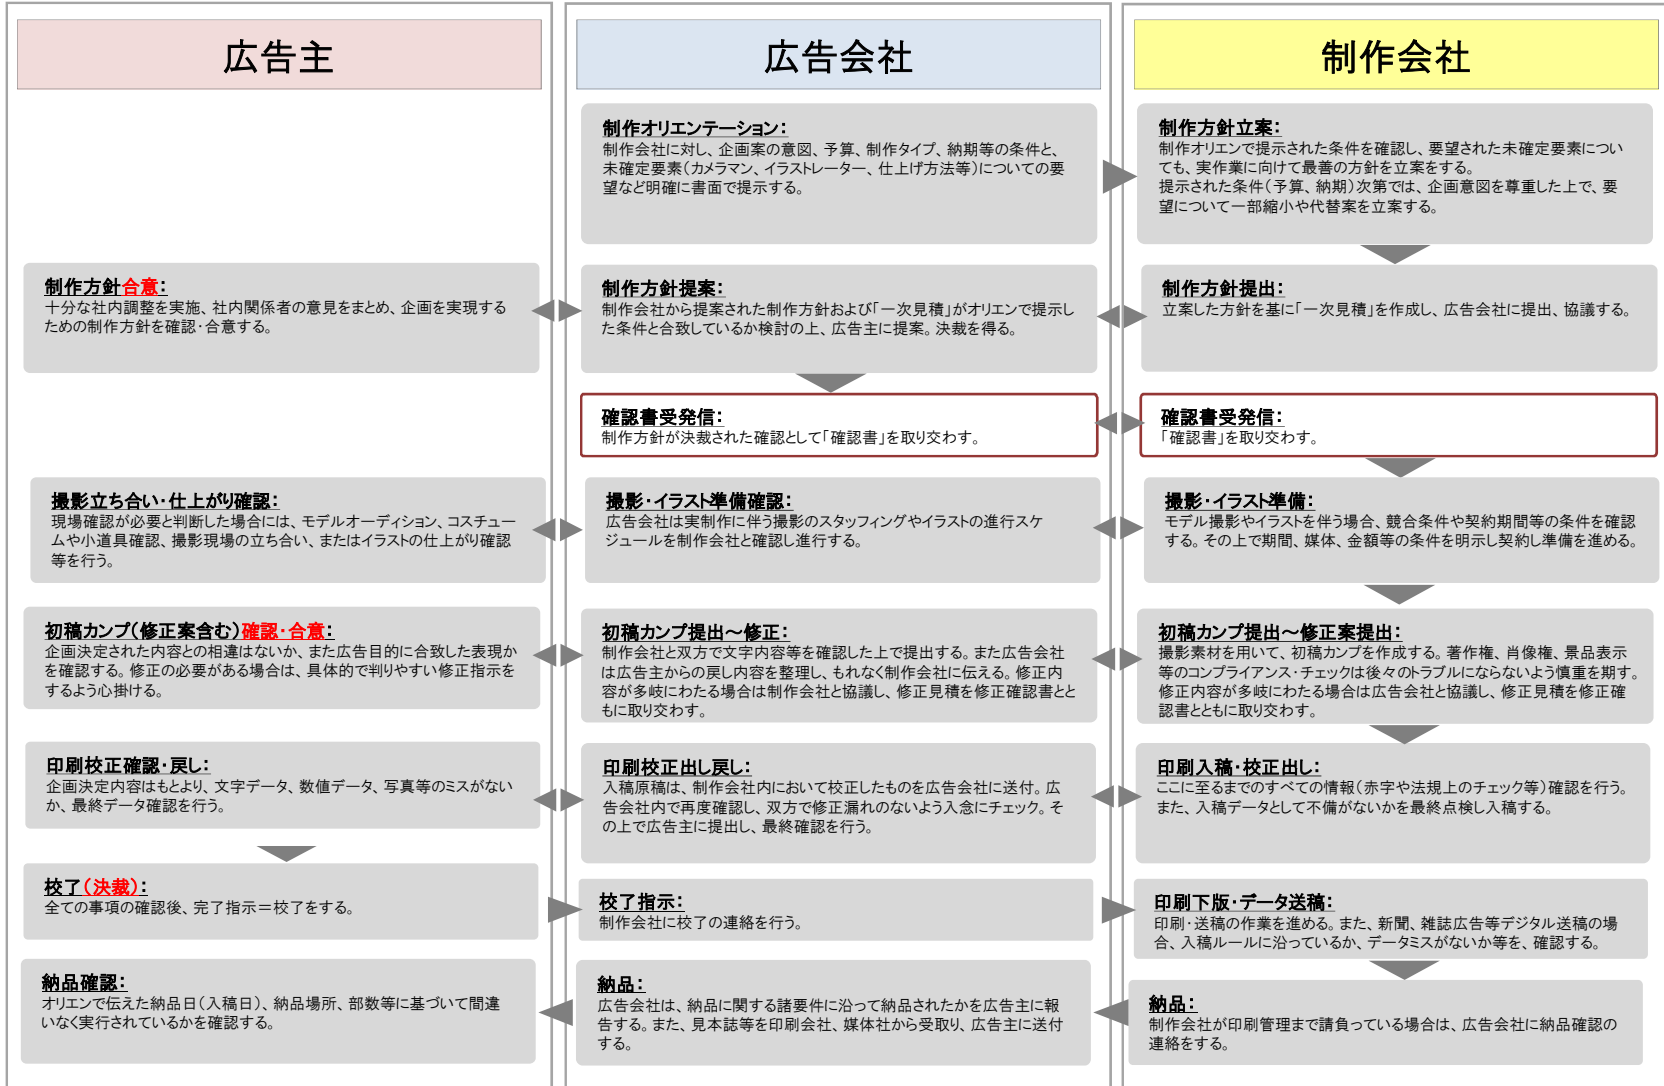 広告主
広告会社
制作会社
制作オリエンテーション：
制作会社に対し、企画案の意図、予算、制作タイプ、納期等の条件と、
未確定要素（カメラマン、イラストレーター、仕上げ方法等）についての要
望など明確に書面で提示する。
制作方針立案：
制作オリエンで提示された条件を確認し、要望された未確定要素につい
ても、実作業に向けて最善の方針を立案をする。
提示された条件（予算、納期）次第では、企画意図を尊重した上で、要
望について一部縮小や代替案を立案する。
制作方針合意：
十分な社内調整を実施、社内関係者の意見をまとめ、企画を実現する
ための制作方針を確認・合意する。
制作方針提案：
制作会社から提案された制作方針および「一次見積」がオリエンで提示し
た条件と合致しているか検討の上、広告主に提案。決裁を得る。
制作方針提出：
立案した方針を基に「一次見積」を作成し、広告会社に提出、協議する。
確認書受発信：
制作方針が決裁された確認として「確認書」を取り交わす。
確認書受発信：
「確認書」を取り交わす。
撮影立ち合い・仕上がり確認：
現場確認が必要と判断した場合には、モデルオーディション、コスチュー
ムや小道具確認、撮影現場の立ち合い、またはイラストの仕上がり確認
等を行う。
撮影・イラスト準備確認：
広告会社は実制作に伴う撮影のスタッフィングやイラストの進行スケ
ジュールを制作会社と確認し進行する。
撮影・イラスト準備：
モデル撮影やイラストを伴う場合、競合条件や契約期間等の条件を確認
する。その上で期間、媒体、金額等の条件を明示し契約し準備を進める。
初稿カンプ（修正案含む）確認・合意：
企画決定された内容との相違はないか、また広告目的に合致した表現か
を確認する。修正の必要がある場合は、具体的で判りやすい修正指示を
するよう心掛ける。
初稿カンプ提出～修正：
制作会社と双方で文字内容等を確認した上で提出する。また広告会社
は広告主からの戻し内容を整理し、もれなく制作会社に伝える。修正内
容が多岐にわたる場合は制作会社と協議し、修正見積を修正確認書とと
もに取り交わす。
初稿カンプ提出～修正案提出：
撮影素材を用いて、初稿カンプを作成する。著作権、肖像権、景品表示
等のコンプライアンス・チェックは後々のトラブルにならないよう慎重を期す。
修正内容が多岐にわたる場合は広告会社と協議し、修正見積を修正確
認書とともに取り交わす。
印刷校正確認・戻し：
企画決定内容はもとより、文字データ、数値データ、写真等のミスがない
か、最終データ確認を行う。
印刷校正出し戻し：
入稿原稿は、制作会社内において校正したものを広告会社に送付。広
告会社内で再度確認し、双方で修正漏れのないよう入念にチェック。そ
の上で広告主に提出し、最終確認を行う。
印刷入稿・校正出し：
ここに至るまでのすべての情報（赤字や法規上のチェック等）確認を行う。
また、入稿データとして不備がないかを最終点検し入稿する。
校了（決裁）：
全ての事項の確認後、完了指示＝校了をする。
校了指示：
制作会社に校了の連絡を行う。
印刷下版・データ送稿：
印刷・送稿の作業を進める。また、新聞、雑誌広告等デジタル送稿の場
合、入稿ルールに沿っているか、データミスがないか等を、確認する。
納品確認：
オリエンで伝えた納品日（入稿日）、納品場所、部数等に基づいて間違
いなく実行されているかを確認する。
納品：
広告会社は、納品に関する諸要件に沿って納品されたかを広告主に報
告する。また、見本誌等を印刷会社、媒体社から受取り、広告主に送付
する。
納品：
制作会社が印刷管理まで請負っている場合は、広告会社に納品確認の
連絡をする。